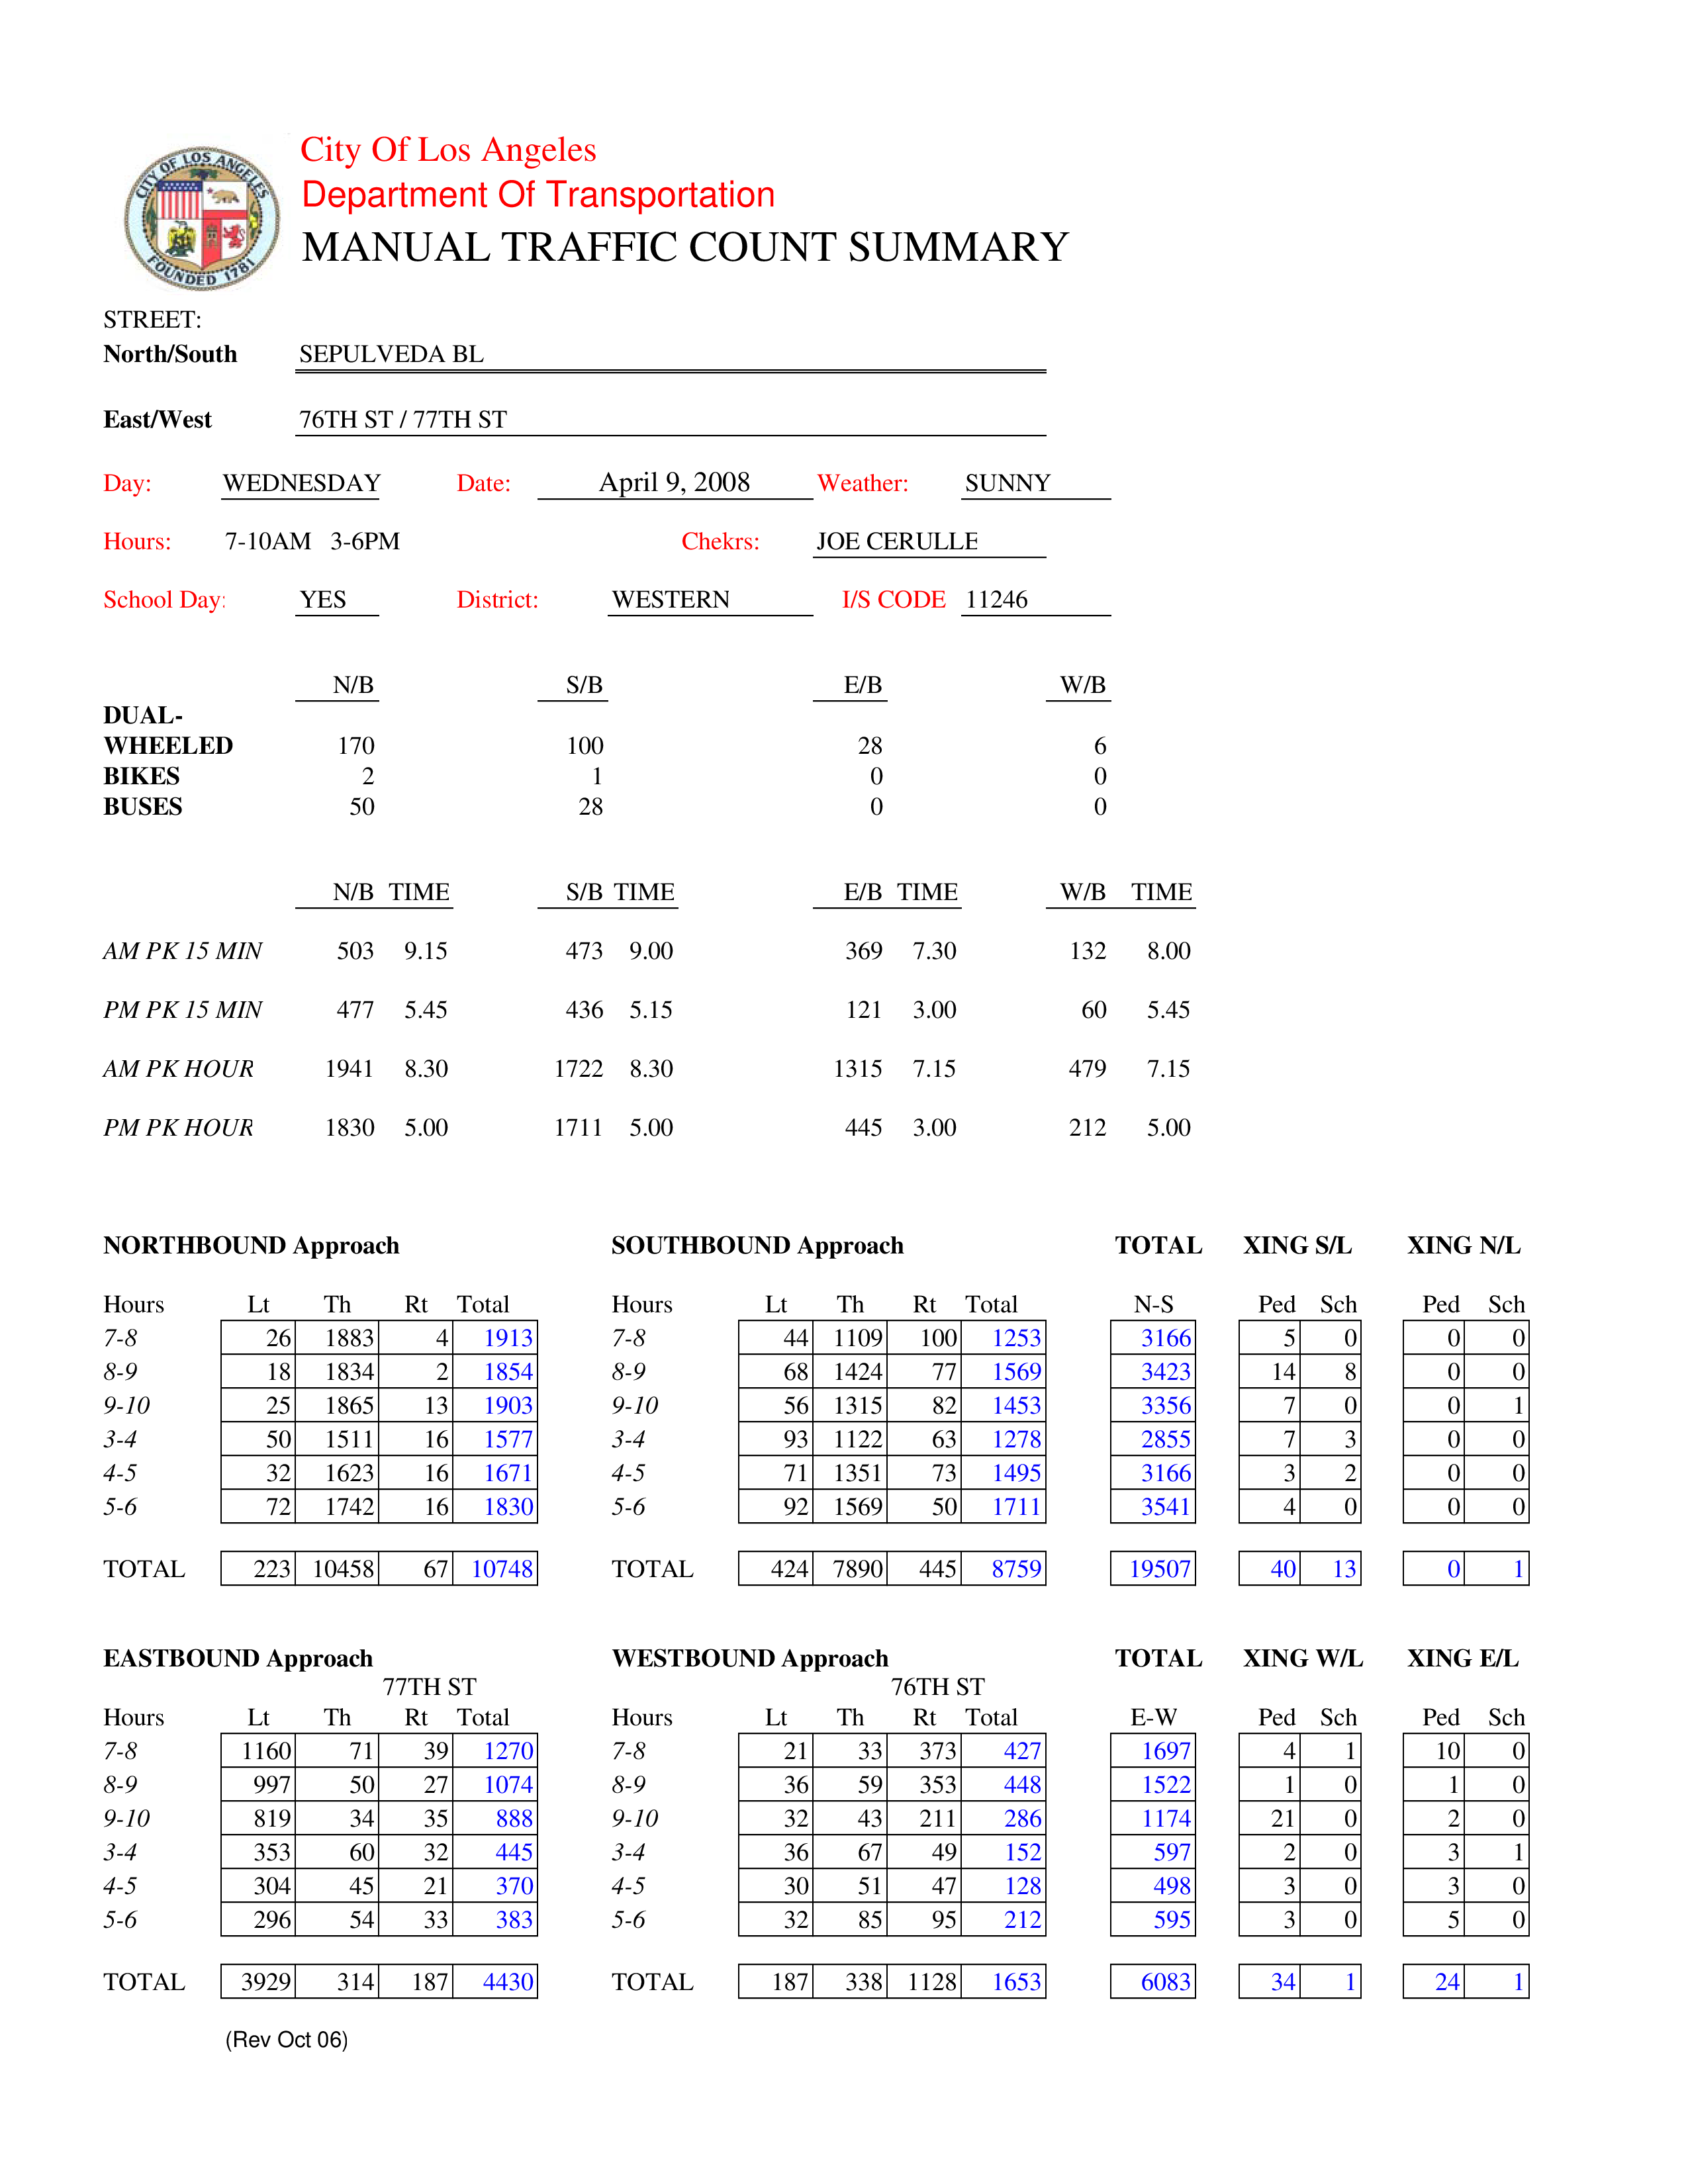 CITY OF LOS ANGELES
FOUNDED 1781
City Of Los Angeles
Department Of Transportation
MANUAL TRAFFIC COUNT SUMMARY
STREET:
North/South SEPULVEDA BL
East/West 76TH ST / 77TH ST
Day: WEDNESDAY Date: April 9, 2008 Weather: SUNNY
Hours: 7-10AM 3-6PM Chekrs: JOE CERULLE
School Day: YES District: WESTERN I/S CODE 11246
N/B S/B E/B W/B
DUAL-
WHEELED 170 100 28 6
BIKES 2 1 0 0
BUSES 50 28 0 0
N/B TIME S/B TIME E/B TIME W/B TIME
AM PK 15 MIN 503 9.15 473 9.00 369 7.30 132 8.00
PM PK 15 MIN 477 5.45 436 5.15 121 3.00 60 5.45
AM PK HOUR 1941 8.30 1722 8.30 1315 7.15 479 7.15
PM PK HOUR 1830 5.00 1711 5.00 445 3.00 212 5.00
NORTHBOUND Approach SOUTHBOUND Approach TOTAL XING S/L XING N/L
Hours Lt Th Rt Total Hours Lt Th Rt Total N-S Ped Sch Ped Sch
7-8 26 1883 4 1913 7-8 44 1109 100 1253 3166 5 0 0 0
8-9 18 1834 2 1854 8-9 68 1424 77 1569 3423 14 8 0 0
9-10 25 1865 13 1903 9-10 56 1315 82 1453 3356 7 0 0 1
3-4 50 1511 16 1577 3-4 93 1122 63 1278 2855 7 3 0 0
4-5 32 1623 16 1671 4-5 71 1351 73 1495 3166 3 2 0 0
5-6 72 1742 16 1830 5-6 92 1569 50 1711 3541 4 0 0 0
TOTAL 223 10458 67 10748 TOTAL 424 7890 445 8759 19507 40 13 0 1
EASTBOUND Approach WESTBOUND Approach TOTAL XING W/L XING E/L
77TH ST 76TH ST
Hours Lt Th Rt Total Hours Lt Th Rt Total E-W Ped Sch Ped Sch
7-8 1160 71 39 1270 7-8 21 33 373 427 1697 4 1 10 0
8-9 997 50 27 1074 8-9 36 59 353 448 1522 1 0 1 0
9-10 819 34 35 888 9-10 32 43 211 286 1174 21 0 2 0
3-4 353 60 32 445 3-4 36 67 49 152 597 2 0 3 1
4-5 304 45 21 370 4-5 30 51 47 128 498 3 0 3 0
5-6 296 54 33 383 5-6 32 85 95 212 595 3 0 5 0
TOTAL 3929 314 187 4430 TOTAL 187 338 1128 1653 6083 34 1 24 1
(Rev Oct 06)